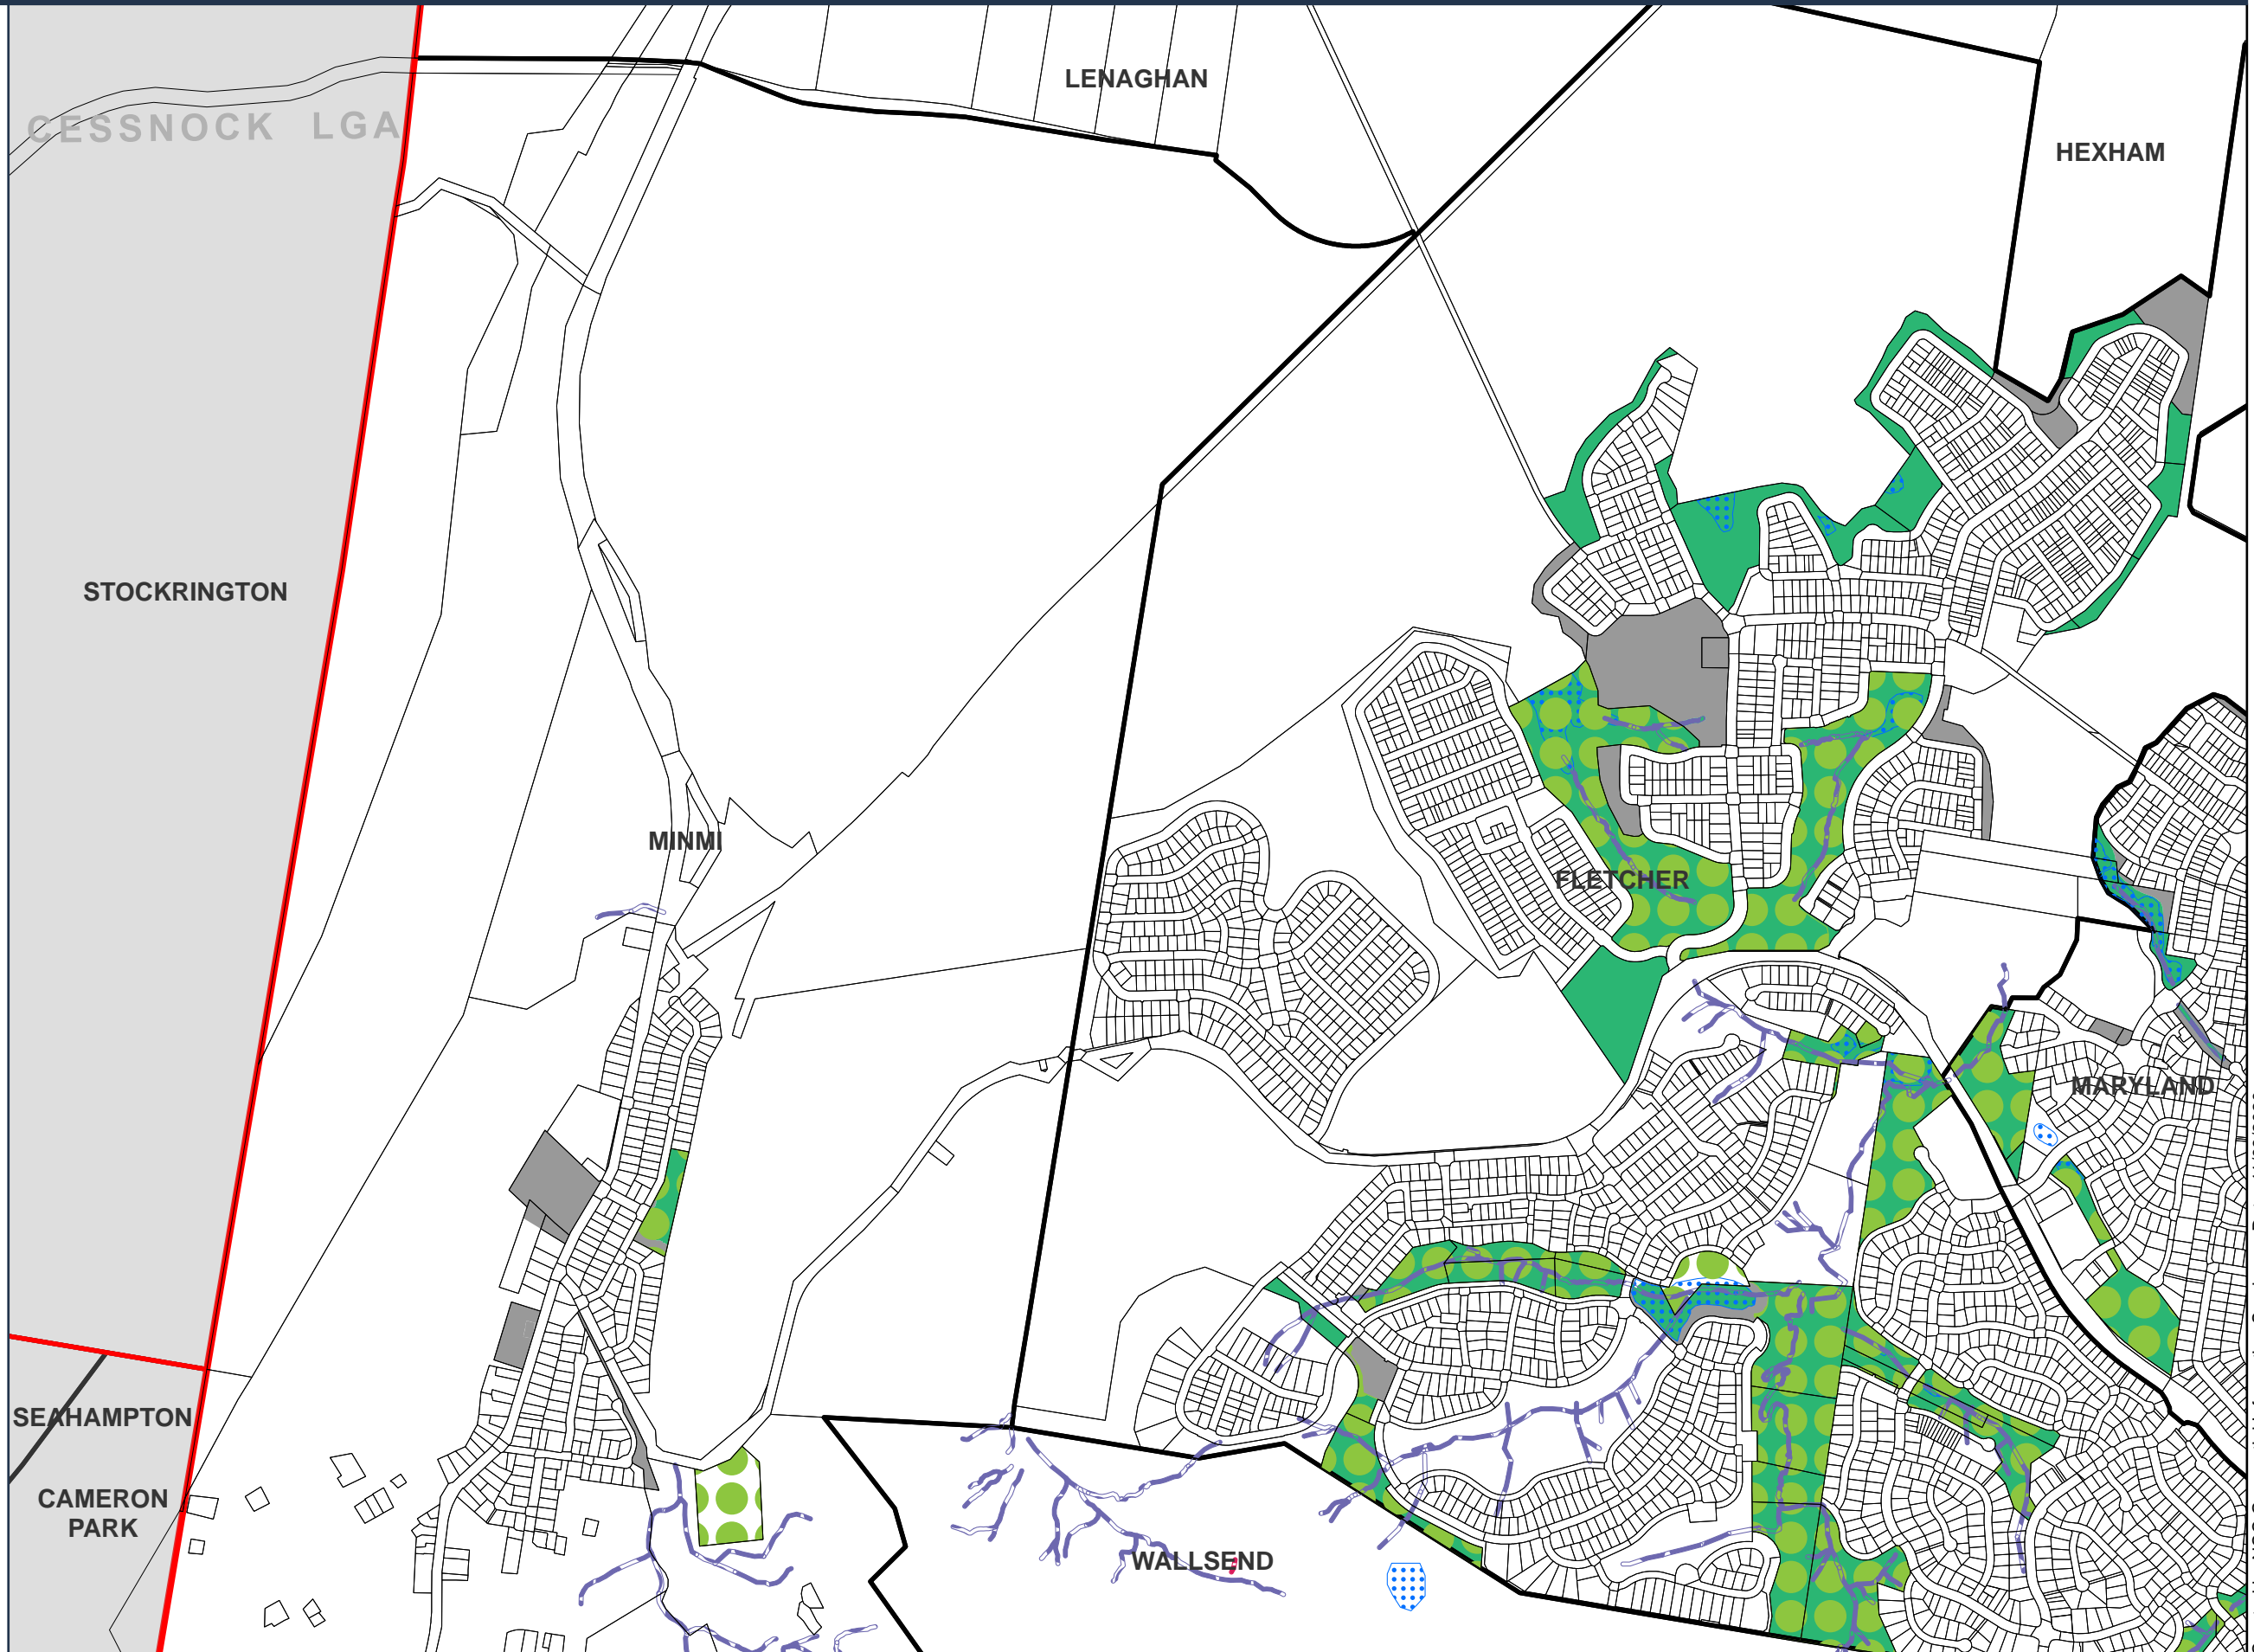 LENAGHAN
CESSNOCK LGA
HEXHAM
STOCKRINGTON
MINMI
FLETCHER
MARYLAND
SEAHAMPTON
CAMERON
PARK
WALLSEND